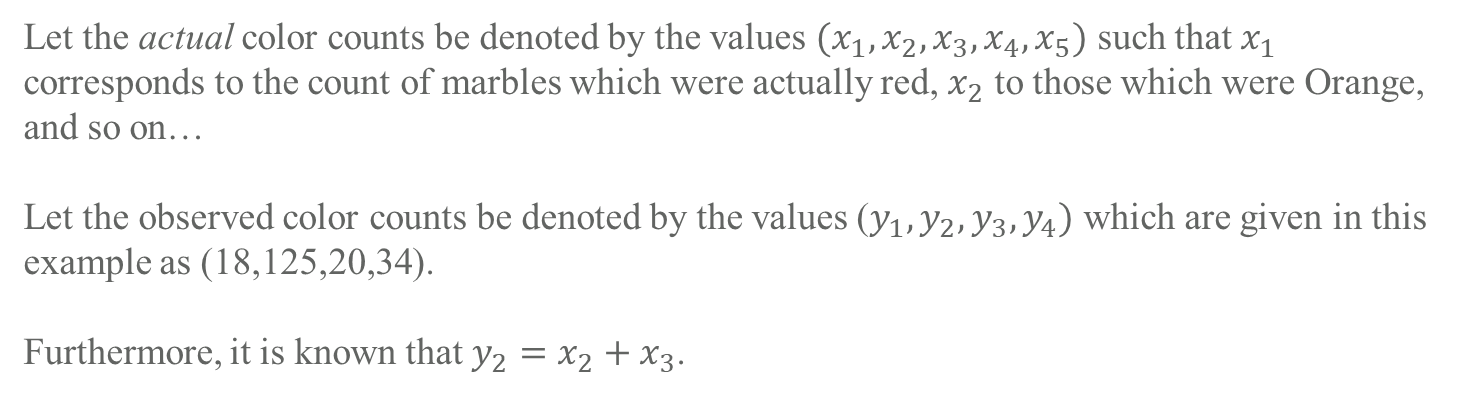 Let the actual color counts be denoted by the values (x₁, x₂, x₃, x₄, x₅) such that x₁
corresponds to the count of marbles which were actually red, x₂ to those which were Orange,
and so on…
Let the observed color counts be denoted by the values (y₁, y₂, y₃, y₄) which are given in this
example as (18,125,20,34).
Furthermore, it is known that y₂ = x₂ + x₃.